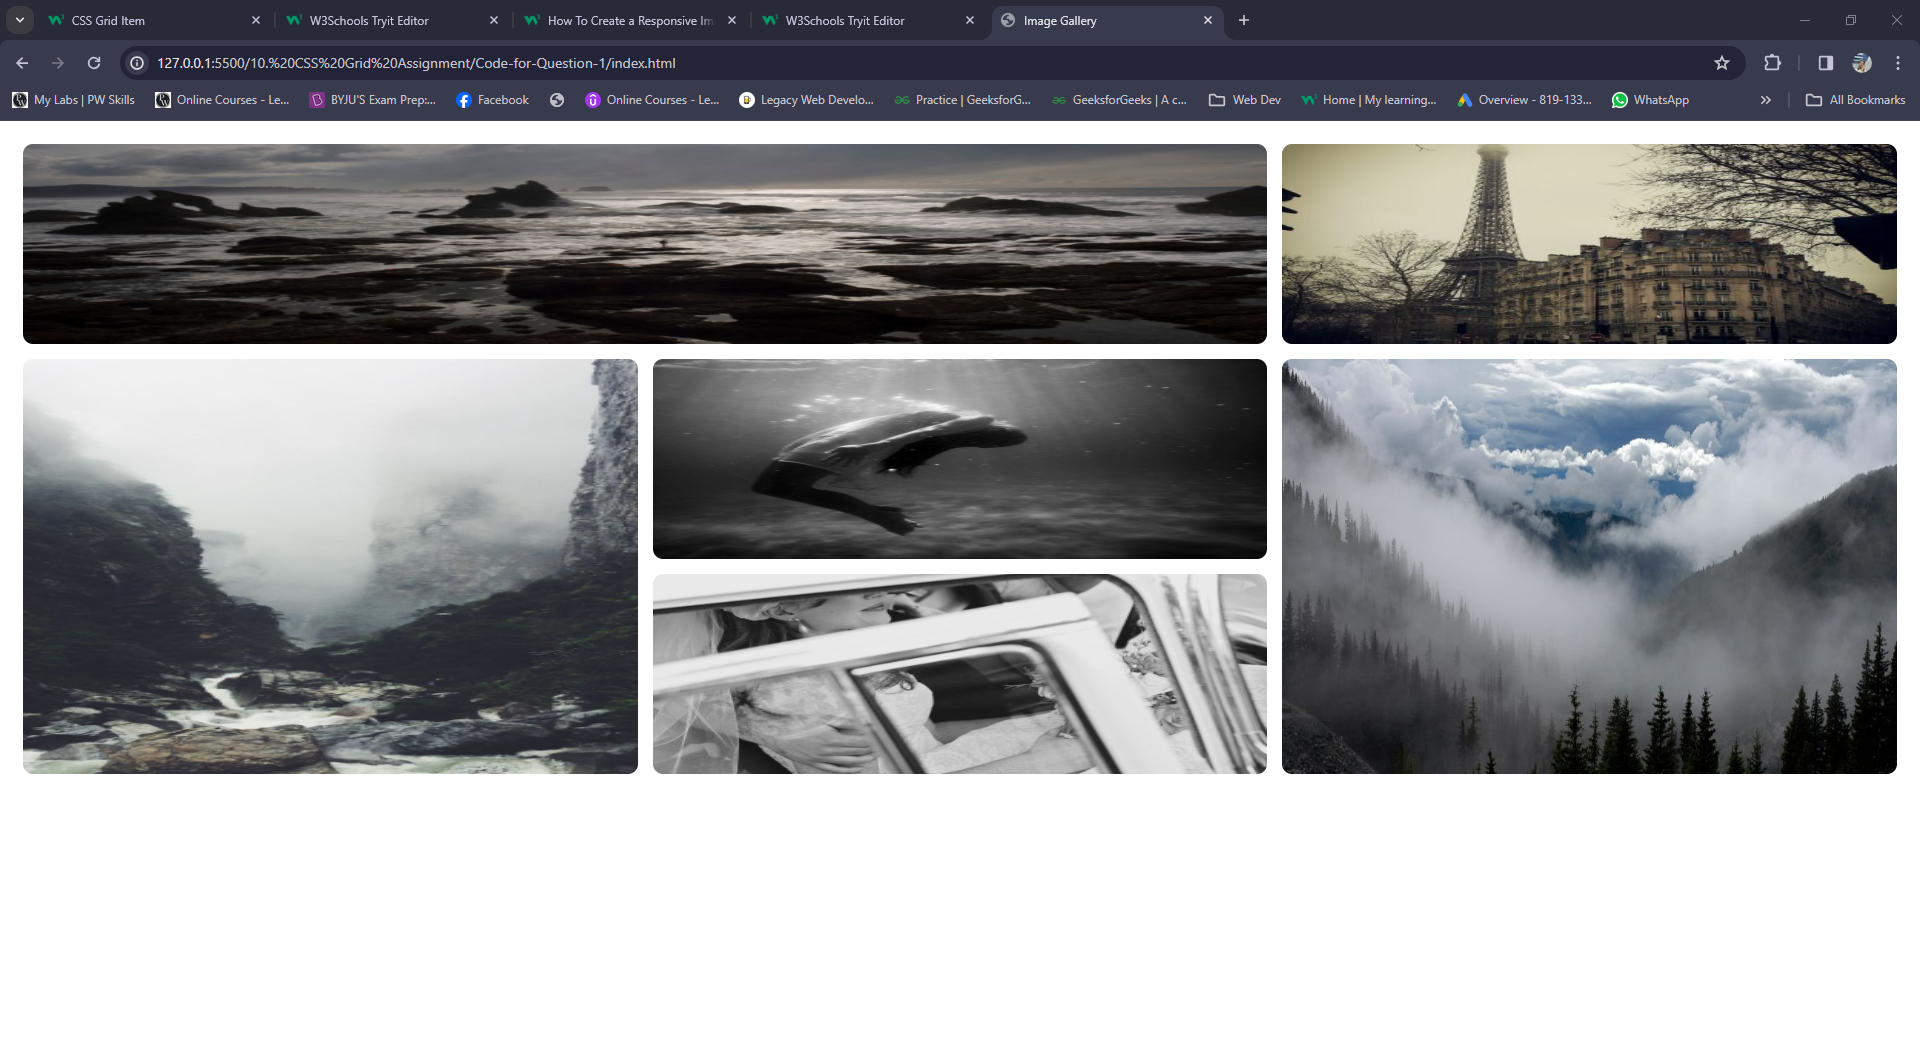 CSS Grid Item
W3Schools Tryit Editor
How To Create a Responsive Im
W3Schools Tryit Editor
Image Gallery
127.0.0.1:5500/10.%20CSS%20Grid%20Assignment/Code-for-Question-1/index.html
My Labs | PW Skills
Online Courses - Le...
BYJU'S Exam Prep:...
Facebook
Online Courses - Le...
Legacy Web Develo...
Practice | GeeksforG...
GeeksforGeeks | A c...
Web Dev
Home | My learning...
Overview - 819-133...
WhatsApp
All Bookmarks